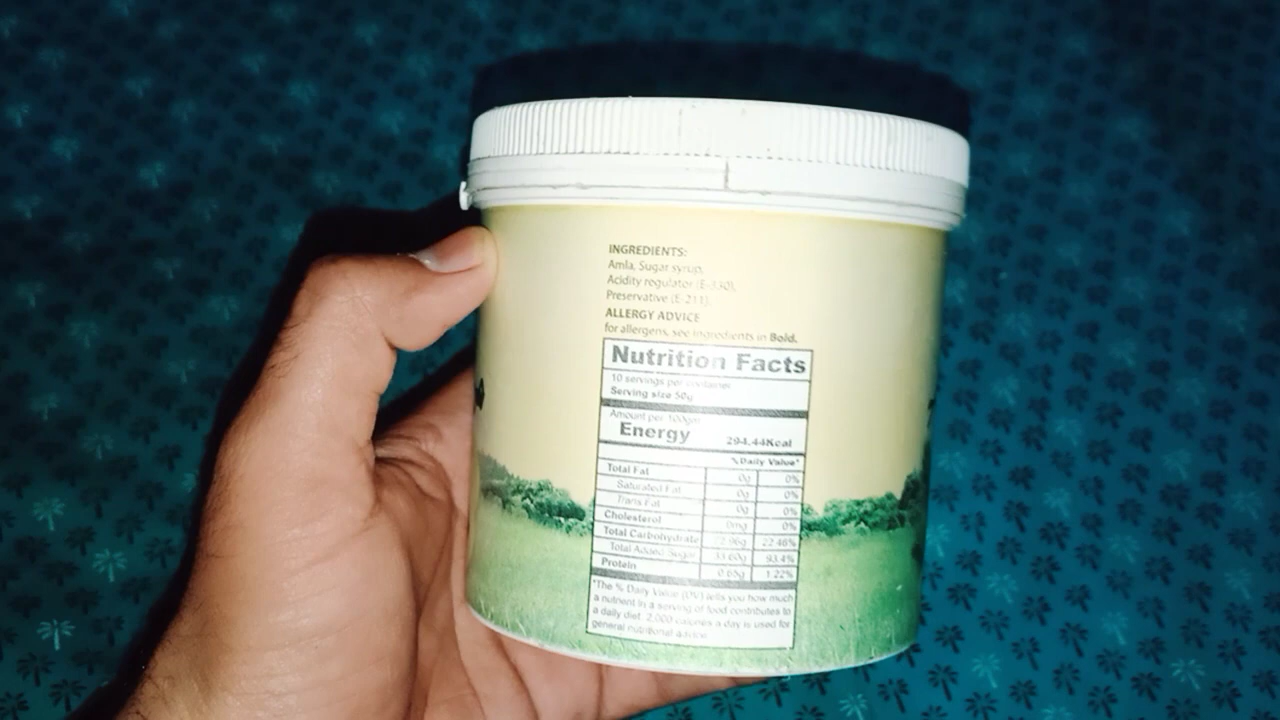 INGREDIENTS:
Amla, Sugar syrup,
Acidity regulator (E-330),
Preservative (E-211).
ALLERGY ADVICE
for allergens, see ingredients in Bold.
Nutrition Facts
10 servings per container
Serving size 50g
Amount per 100gm
Energy 294.44Kcal
%Daily Value*
Total Fat 0g 0%
Saturated Fat 0g 0%
Trans Fat 0g 0%
Cholesterol 0mg 0%
Total Carbohydrate 22.46%
Total Added Sugar 93.4%
Protein 0.65g 1.22%
*The % Daily Value (DV) tells you how much
a nutrient in a serving of food contributes to
a daily diet. 2,000 calories a day is used for
general nutritional advice.